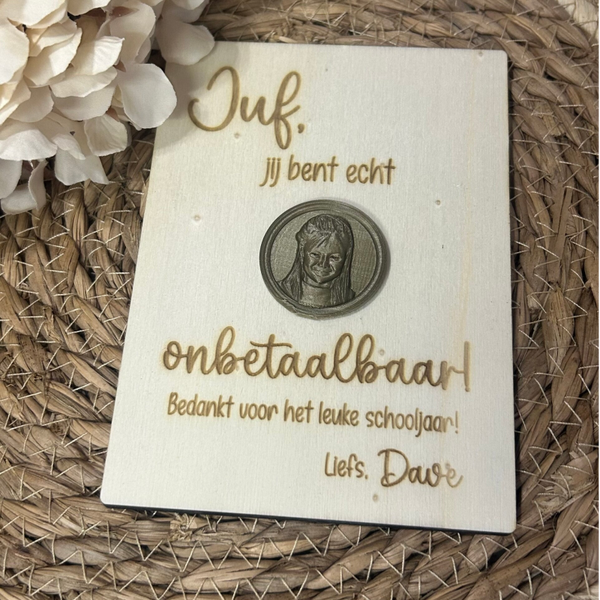 Juf,
jij bent echt
onbetaalbaar!
Bedankt voor het leuke schooljaar!
Liefs, Dave